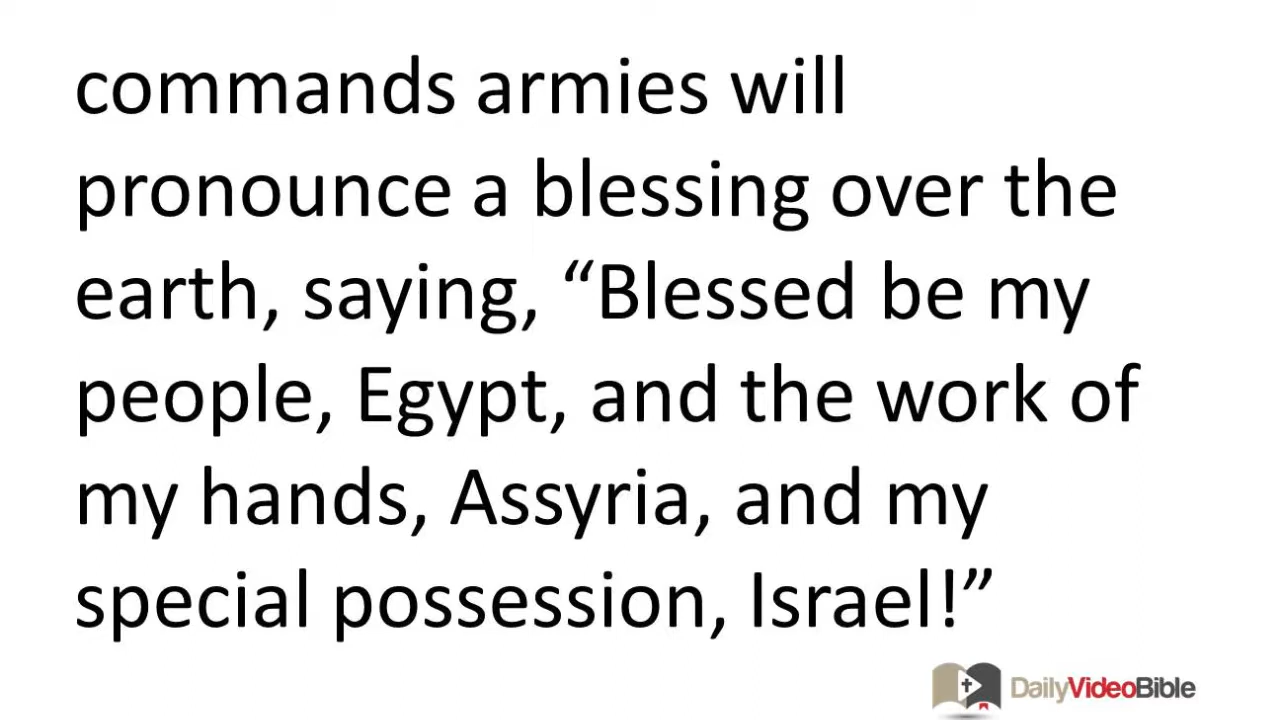 commands armies will
pronounce a blessing over the
earth, saying, “Blessed be my
people, Egypt, and the work of
my hands, Assyria, and my
special possession, Israel!”
DailyVideoBible